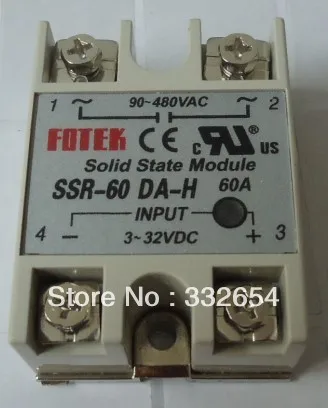 1 ~ 90~480VAC ~ 2
FOTEK CE c RU US
Solid State Module
SSR-60 DA-H 60A
INPUT
4 - 3~32VDC + 3
Store No : 332654